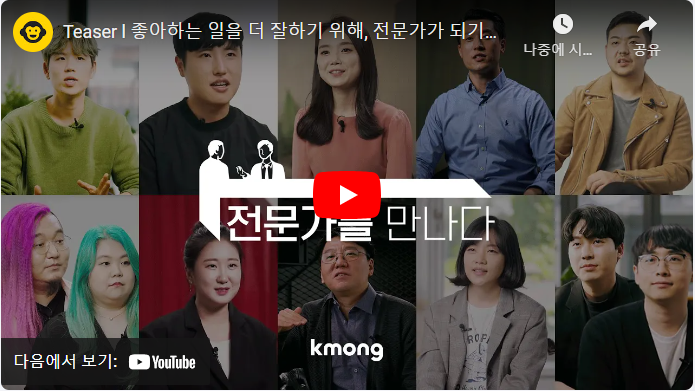 Teaser I 좋아하는 일을 더 잘하기 위해, 전문가가 되기...
나중에 시...
공유
전문가를 만나다
kmong
다음에서 보기: YouTube